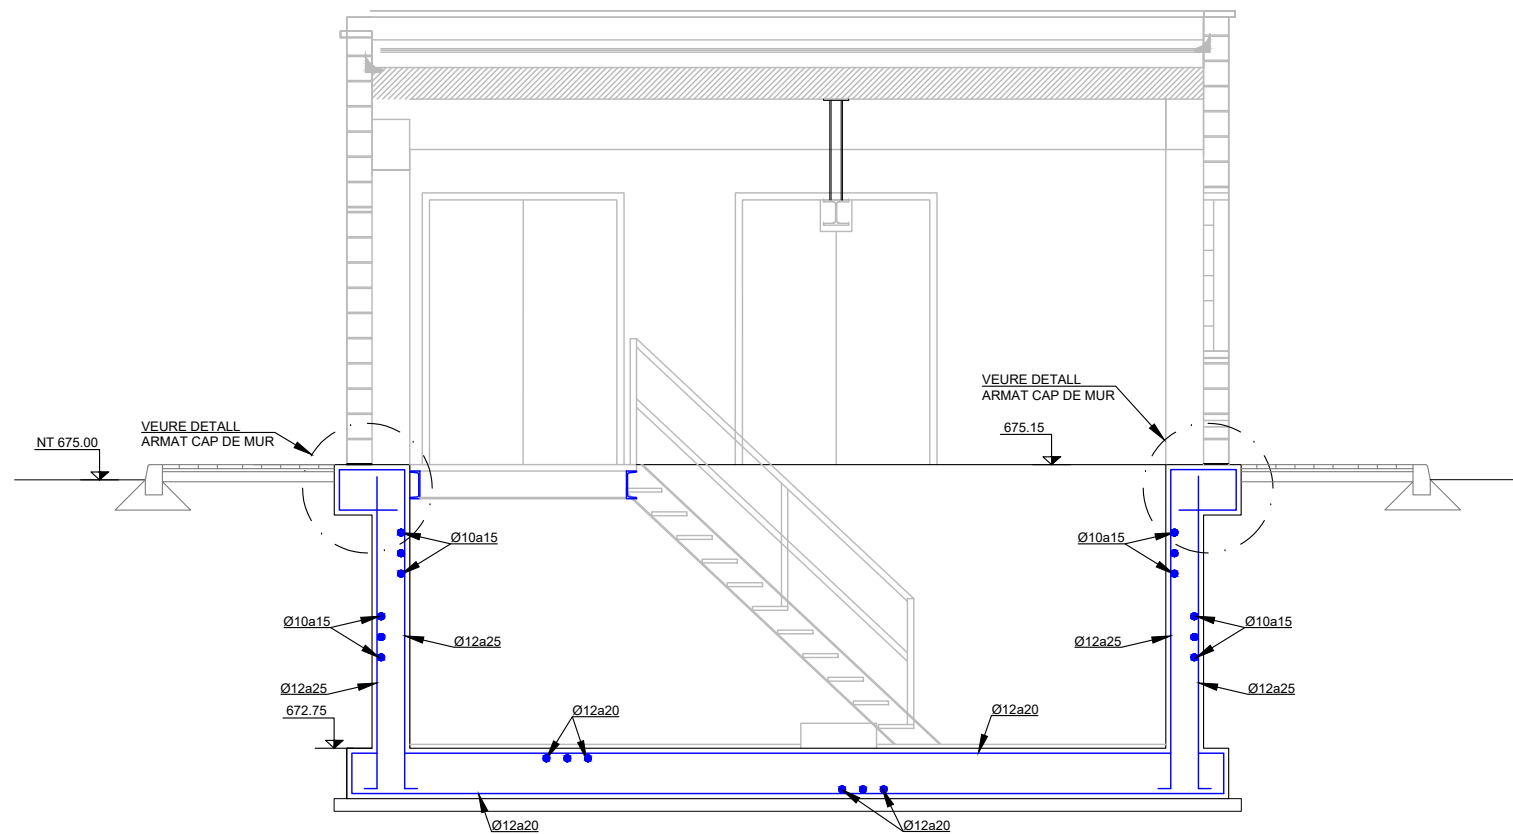 VEURE DETALL
ARMAT CAP DE MUR
VEURE DETALL
ARMAT CAP DE MUR
NT 675.00
675.15
Ø10a15
Ø10a15
Ø10a15
Ø10a15
Ø12a25
Ø12a25
Ø12a25
Ø12a25
672.75
Ø12a20
Ø12a20
Ø12a20
Ø12a20